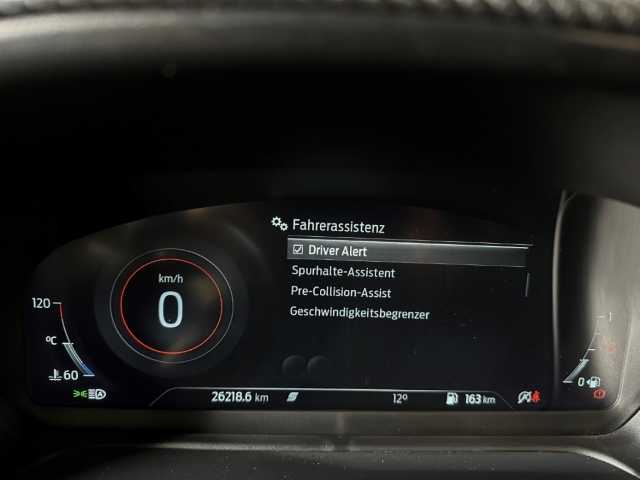 Fahrerassistenz
Driver Alert
Spurhalte-Assistent
Pre-Collision-Assist
Geschwindigkeitsbegrenzer
km/h
0
120
°C
60
1
0
A
26218.6 km
12°
163 km